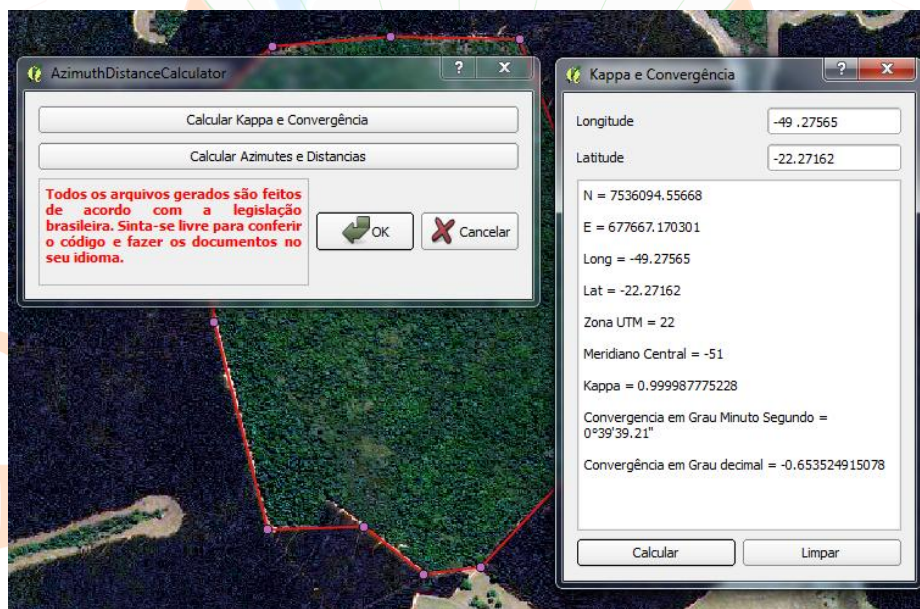 AzimuthDistanceCalculator
Calcular Kappa e Convergência
Calcular Azimutes e Distancias
Todos os arquivos gerados são feitos
de acordo com a legislação
brasileira. Sinta-se livre para conferir
o código e fazer os documentos no
seu idioma.
OK
Cancelar
Kappa e Convergência
Longitude
-49 .27565
Latitude
-22.27162
N = 7536094.55668
E = 677667.170301
Long = -49.27565
Lat = -22.27162
Zona UTM = 22
Meridiano Central = -51
Kappa = 0.999987775228
Convergencia em Grau Minuto Segundo =
0°39'39.21"
Convergência em Grau decimal = -0.653524915078
Calcular
Limpar